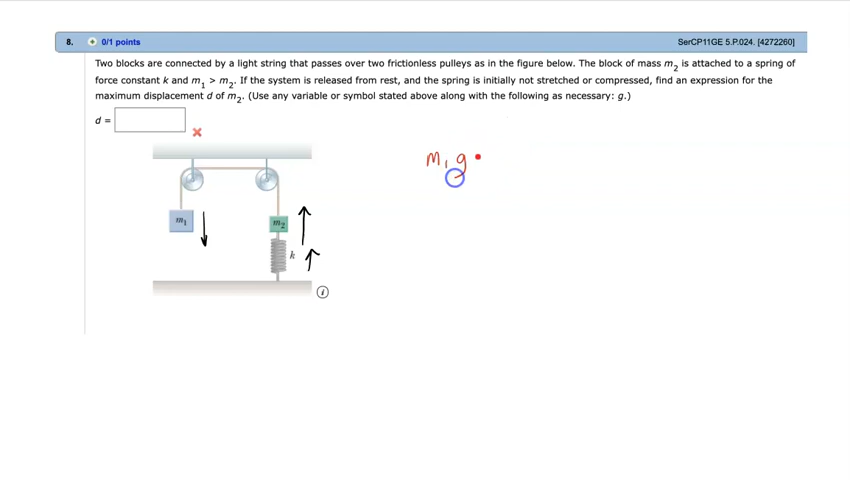 8. + 0/1 points SerCP11GE 5.P.024. [4272260]
Two blocks are connected by a light string that passes over two frictionless pulleys as in the figure below. The block of mass m₂ is attached to a spring of
force constant k and m₁ > m₂. If the system is released from rest, and the spring is initially not stretched or compressed, find an expression for the
maximum displacement d of m₂. (Use any variable or symbol stated above along with the following as necessary: g.)
d =
m₁g
m₁
m₂
k
i